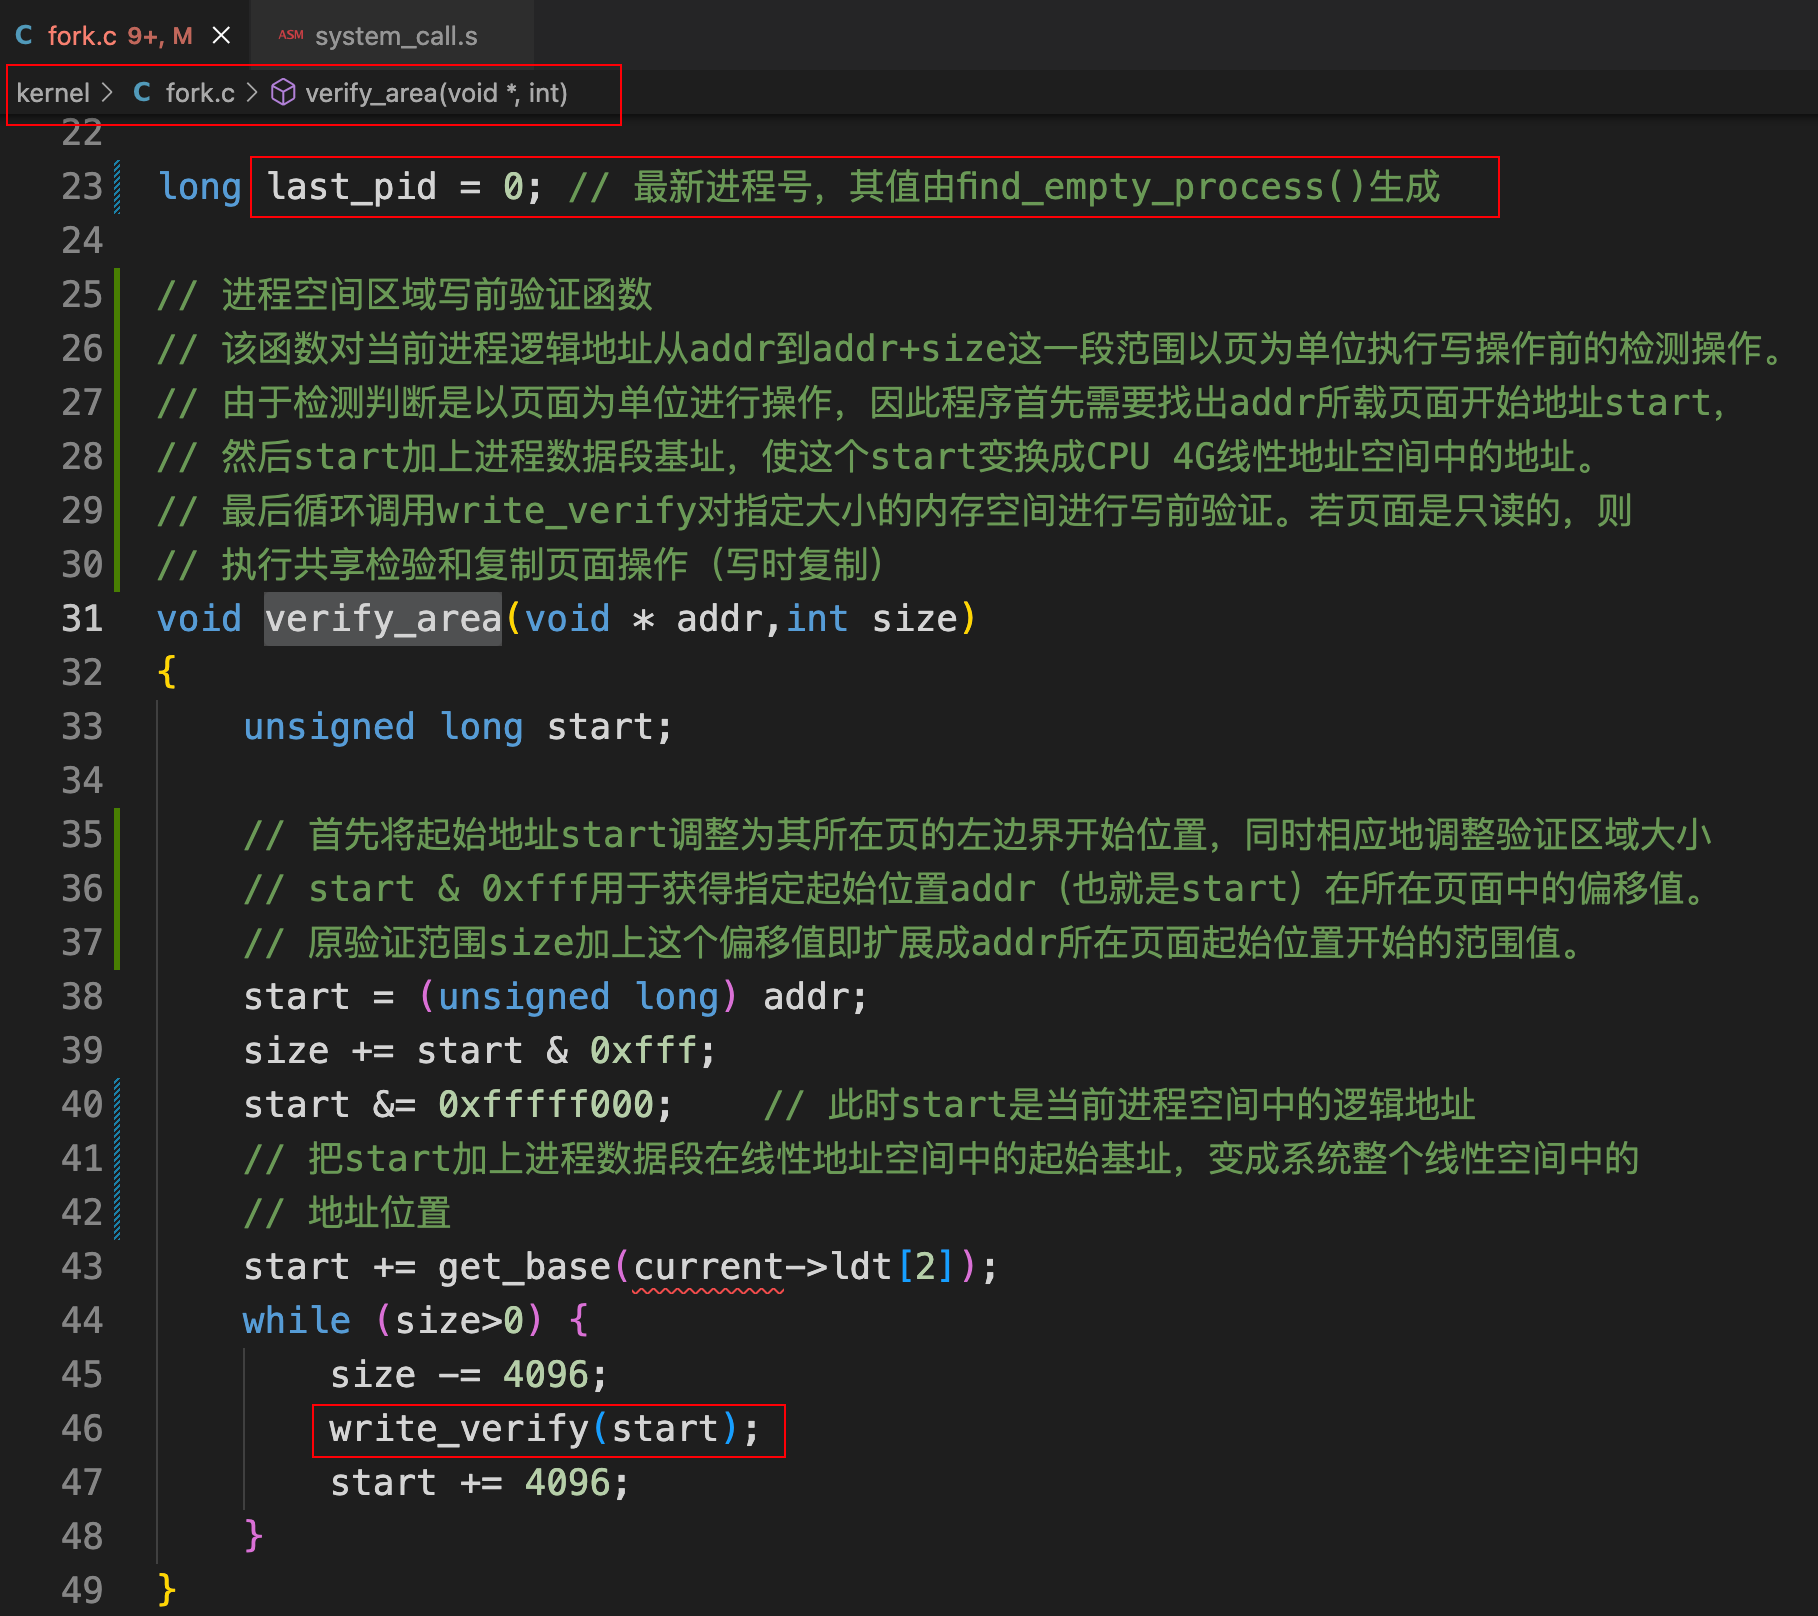 C fork.c 9+, M ×
ASM system_call.s
kernel > C fork.c > verify_area(void *, int)
22
23 long last_pid = 0; // 最新进程号，其值由find_empty_process()生成
24
25 // 进程空间区域写前验证函数
26 // 该函数对当前进程逻辑地址从addr到addr+size这一段范围以页为单位执行写操作前的检测操作。
27 // 由于检测判断是以页面为单位进行操作，因此程序首先需要找出addr所载页面开始地址start，
28 // 然后start加上进程数据段基址，使这个start变换成CPU 4G线性地址空间中的地址。
29 // 最后循环调用write_verify对指定大小的内存空间进行写前验证。若页面是只读的，则
30 // 执行共享检验和复制页面操作（写时复制）
31 void verify_area(void * addr,int size)
32 {
33     unsigned long start;
34
35     // 首先将起始地址start调整为其所在页的左边界开始位置，同时相应地调整验证区域大小
36     // start & 0xfff用于获得指定起始位置addr（也就是start）在所在页面中的偏移值。
37     // 原验证范围size加上这个偏移值即扩展成addr所在页面起始位置开始的范围值。
38     start = (unsigned long) addr;
39     size += start & 0xfff;
40     start &= 0xfffff000;    // 此时start是当前进程空间中的逻辑地址
41     // 把start加上进程数据段在线性地址空间中的起始基址，变成系统整个线性空间中的
42     // 地址位置
43     start += get_base(current->ldt[2]);
44     while (size>0) {
45         size -= 4096;
46         write_verify(start);
47         start += 4096;
48     }
49 }